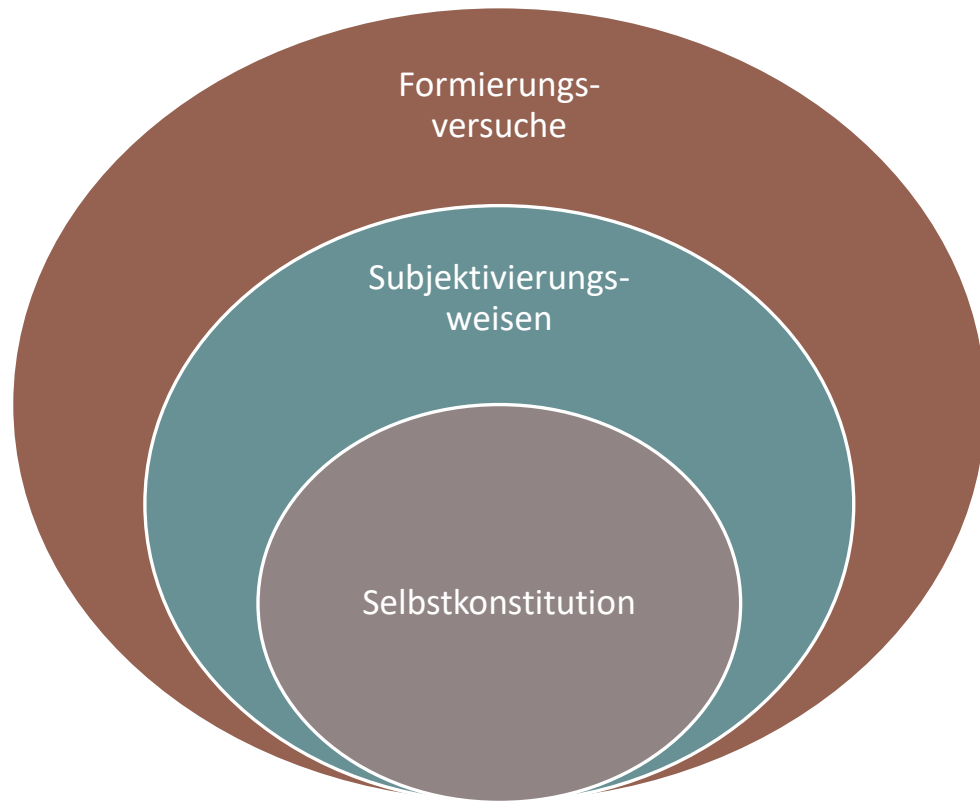 Formierungs-
versuche
Subjektivierungs-
weisen
Selbstkonstitution